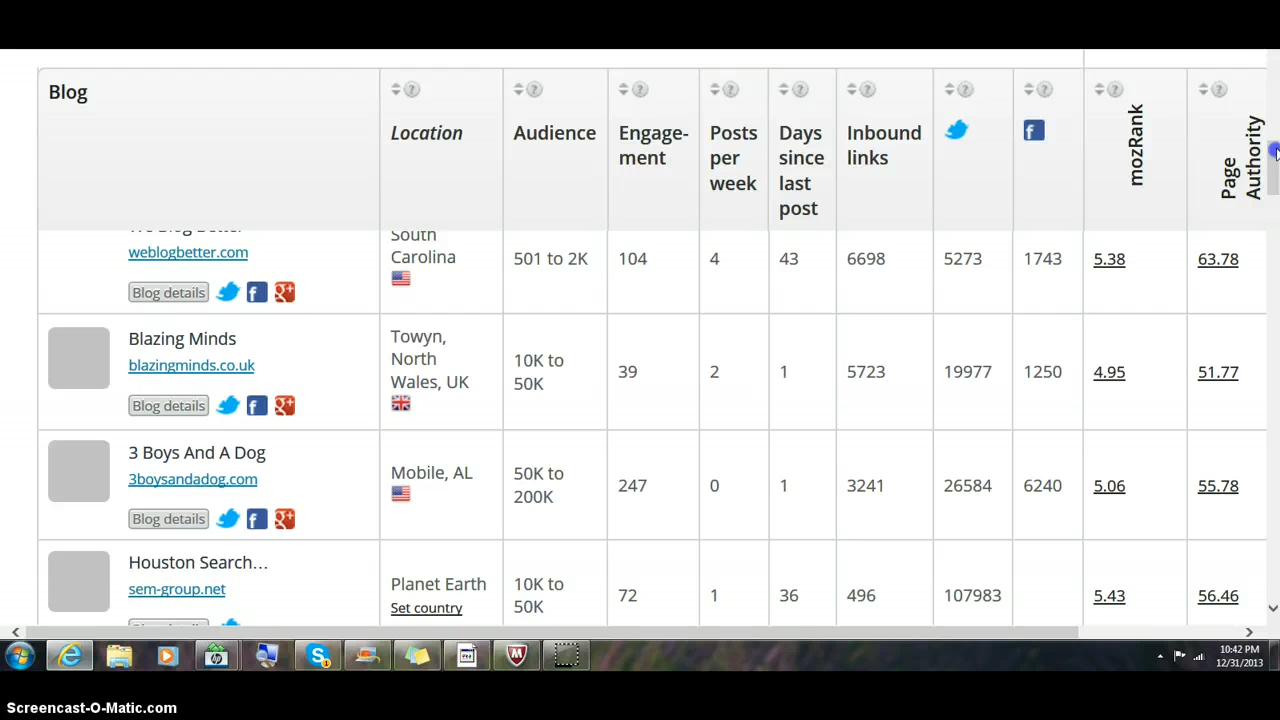 Blog
Location
Audience
Engage-
ment
Posts
per
week
Days
since
last
post
Inbound
links
mozRank
Page
Authority
We Blog Better
weblogbetter.com
Blog details
South
Carolina
501 to 2K
104
4
43
6698
5273
1743
5.38
63.78
Blazing Minds
blazingminds.co.uk
Blog details
Towyn,
North
Wales, UK
10K to
50K
39
2
1
5723
19977
1250
4.95
51.77
3 Boys And A Dog
3boysandadog.com
Blog details
Mobile, AL
50K to
200K
247
0
1
3241
26584
6240
5.06
55.78
Houston Search...
sem-group.net
Planet Earth
Set country
10K to
50K
72
1
36
496
107983
5.43
56.46
10:42 PM
12/31/2013
Screencast-O-Matic.com